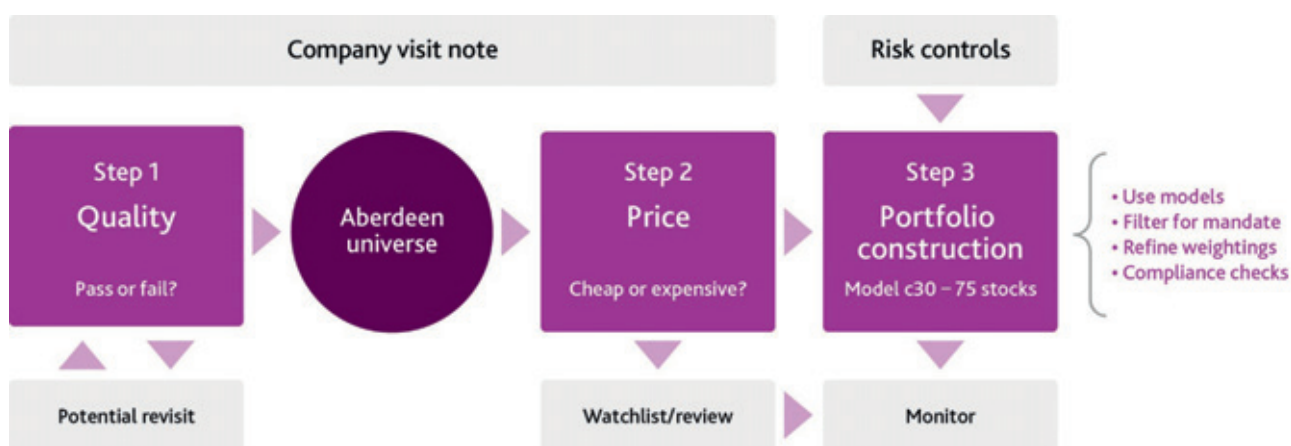 Company visit note
Risk controls
Step 1
Quality
Pass or fail?
Aberdeen
universe
Step 2
Price
Cheap or expensive?
Step 3
Portfolio
construction
Model c30 – 75 stocks
• Use models
• Filter for mandate
• Refine weightings
• Compliance checks
Potential revisit
Watchlist/review
Monitor